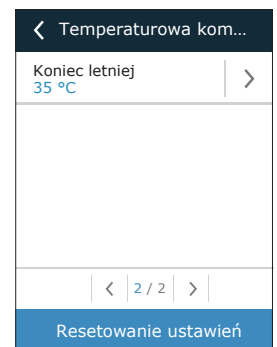 Temperaturowa kom...
Koniec letniej
35 °C
2 / 2
Resetowanie ustawień